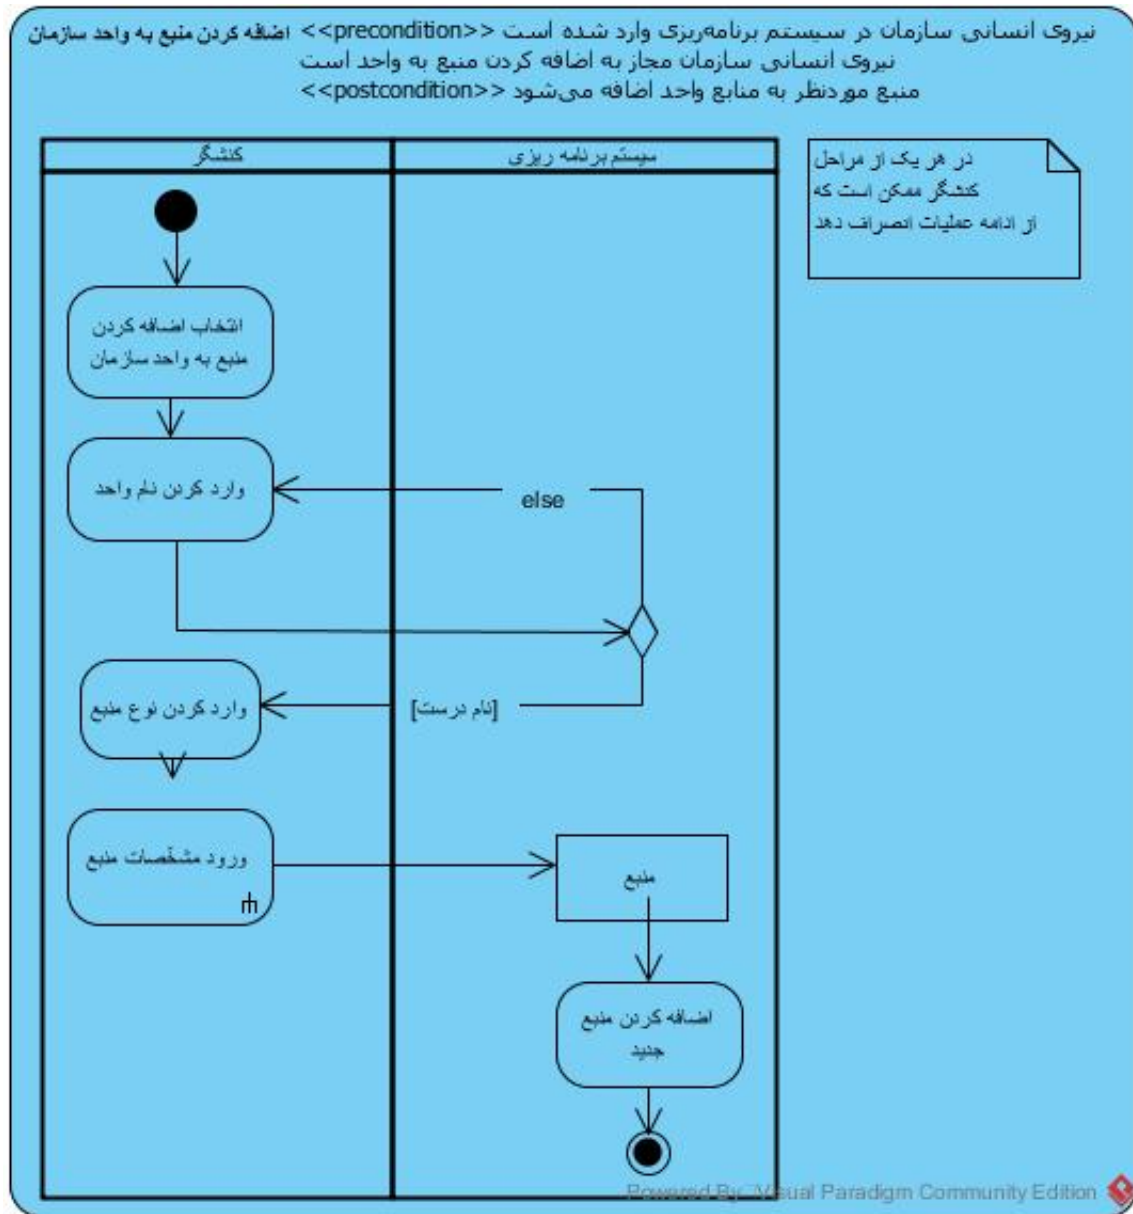 اضافه کردن منبع به واحد سازمان <<precondition>> نیروی انسانی سازمان در سیستم برنامه‌ریزی وارد شده است
نیروی انسانی سازمان مجاز به اضافه کردن منبع به واحد است
<<postcondition>> منبع موردنظر به منابع واحد اضافه می‌شود
کنشگر
سیستم برنامه ریزی
در هر یک از مراحل
کنشگر ممکن است که
از ادامه عملیات انصراف دهد
انتخاب اضافه کردن
منبع به واحد سازمان
وارد کردن نام واحد
else
وارد کردن نوع منبع
[نام درست]
ورود مشخّصات منبع
منبع
اضافه کردن منبع
جدید
Powered By Visual Paradigm Community Edition